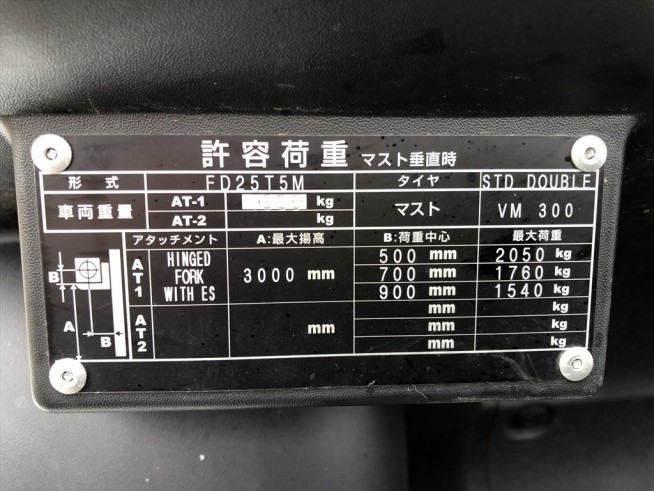 許容荷重 マスト垂直時
形式 FD25T5M タイヤ STD DOUBLE
車両重量 AT-1 kg マスト VM 300
AT-2 kg
アタッチメント A:最大揚高 B:荷重中心 最大荷重
AT1 HINGED FORK WITH ES 3000 mm 500 mm 2050 kg
700 mm 1760 kg
900 mm 1540 kg
AT2 mm mm kg
mm kg
mm kg
B
A
B